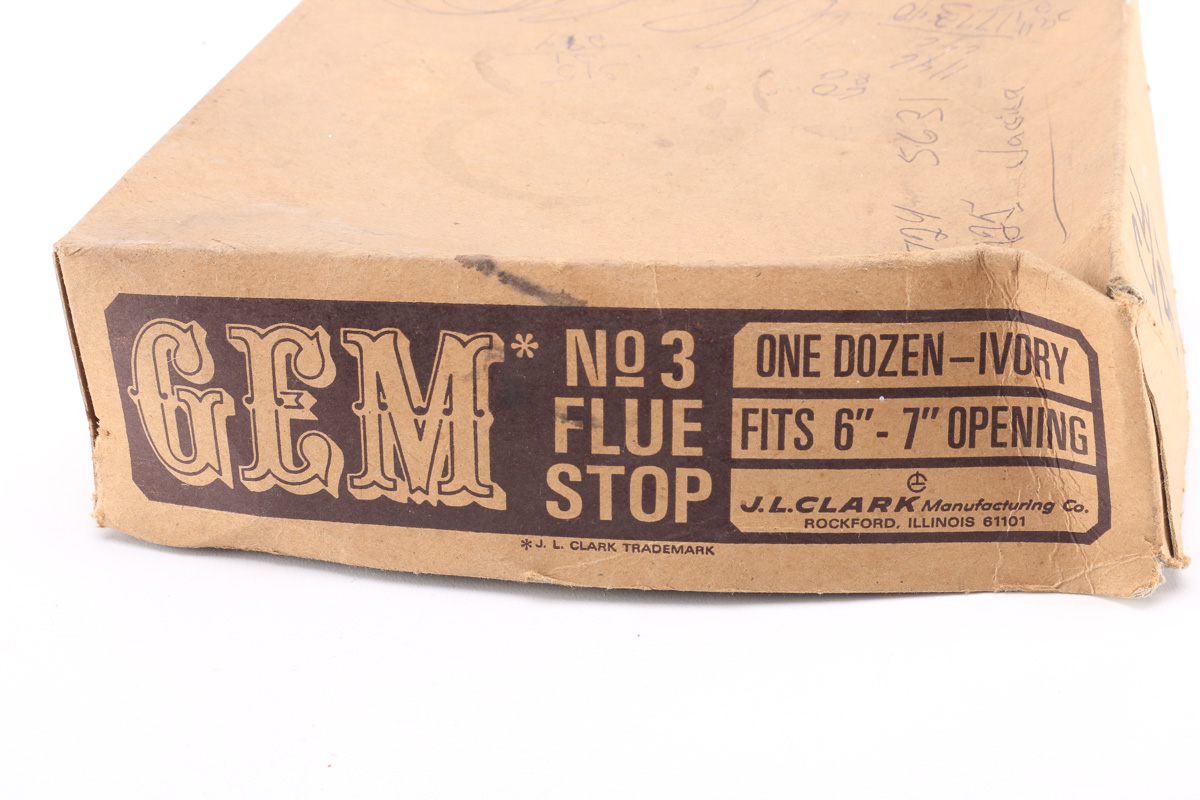 GEM*
No 3
FLUE
STOP
ONE DOZEN – IVORY
FITS 6" - 7" OPENING
J.L.CLARK Manufacturing Co.
ROCKFORD, ILLINOIS 61101
* J. L. CLARK TRADEMARK
5631